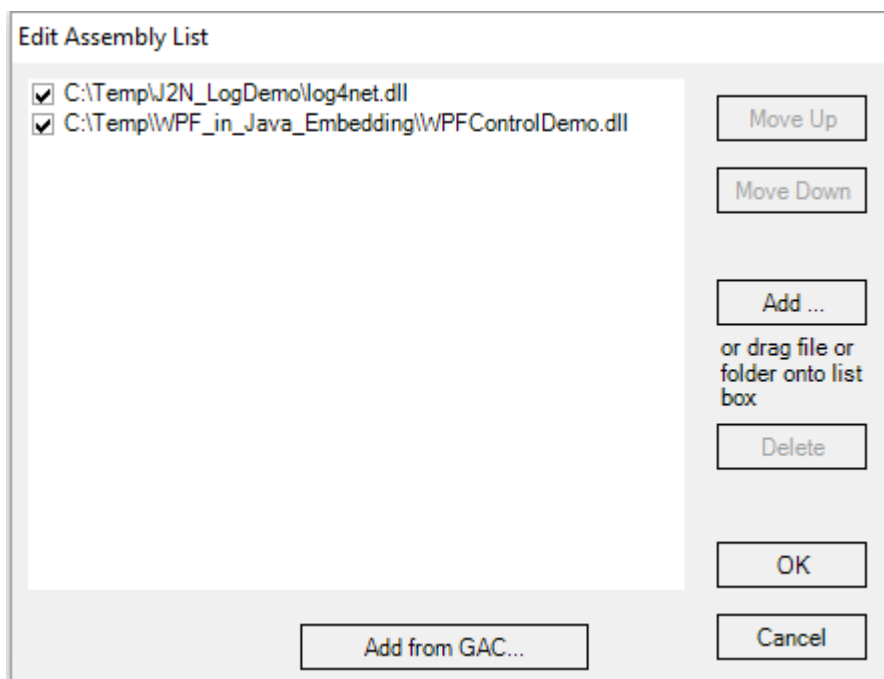 Edit Assembly List
C:\Temp\J2N_LogDemo\log4net.dll
C:\Temp\WPF_in_Java_Embedding\WPFControlDemo.dll
Move Up
Move Down
Add ...
or drag file or
folder onto list
box
Delete
OK
Add from GAC...
Cancel